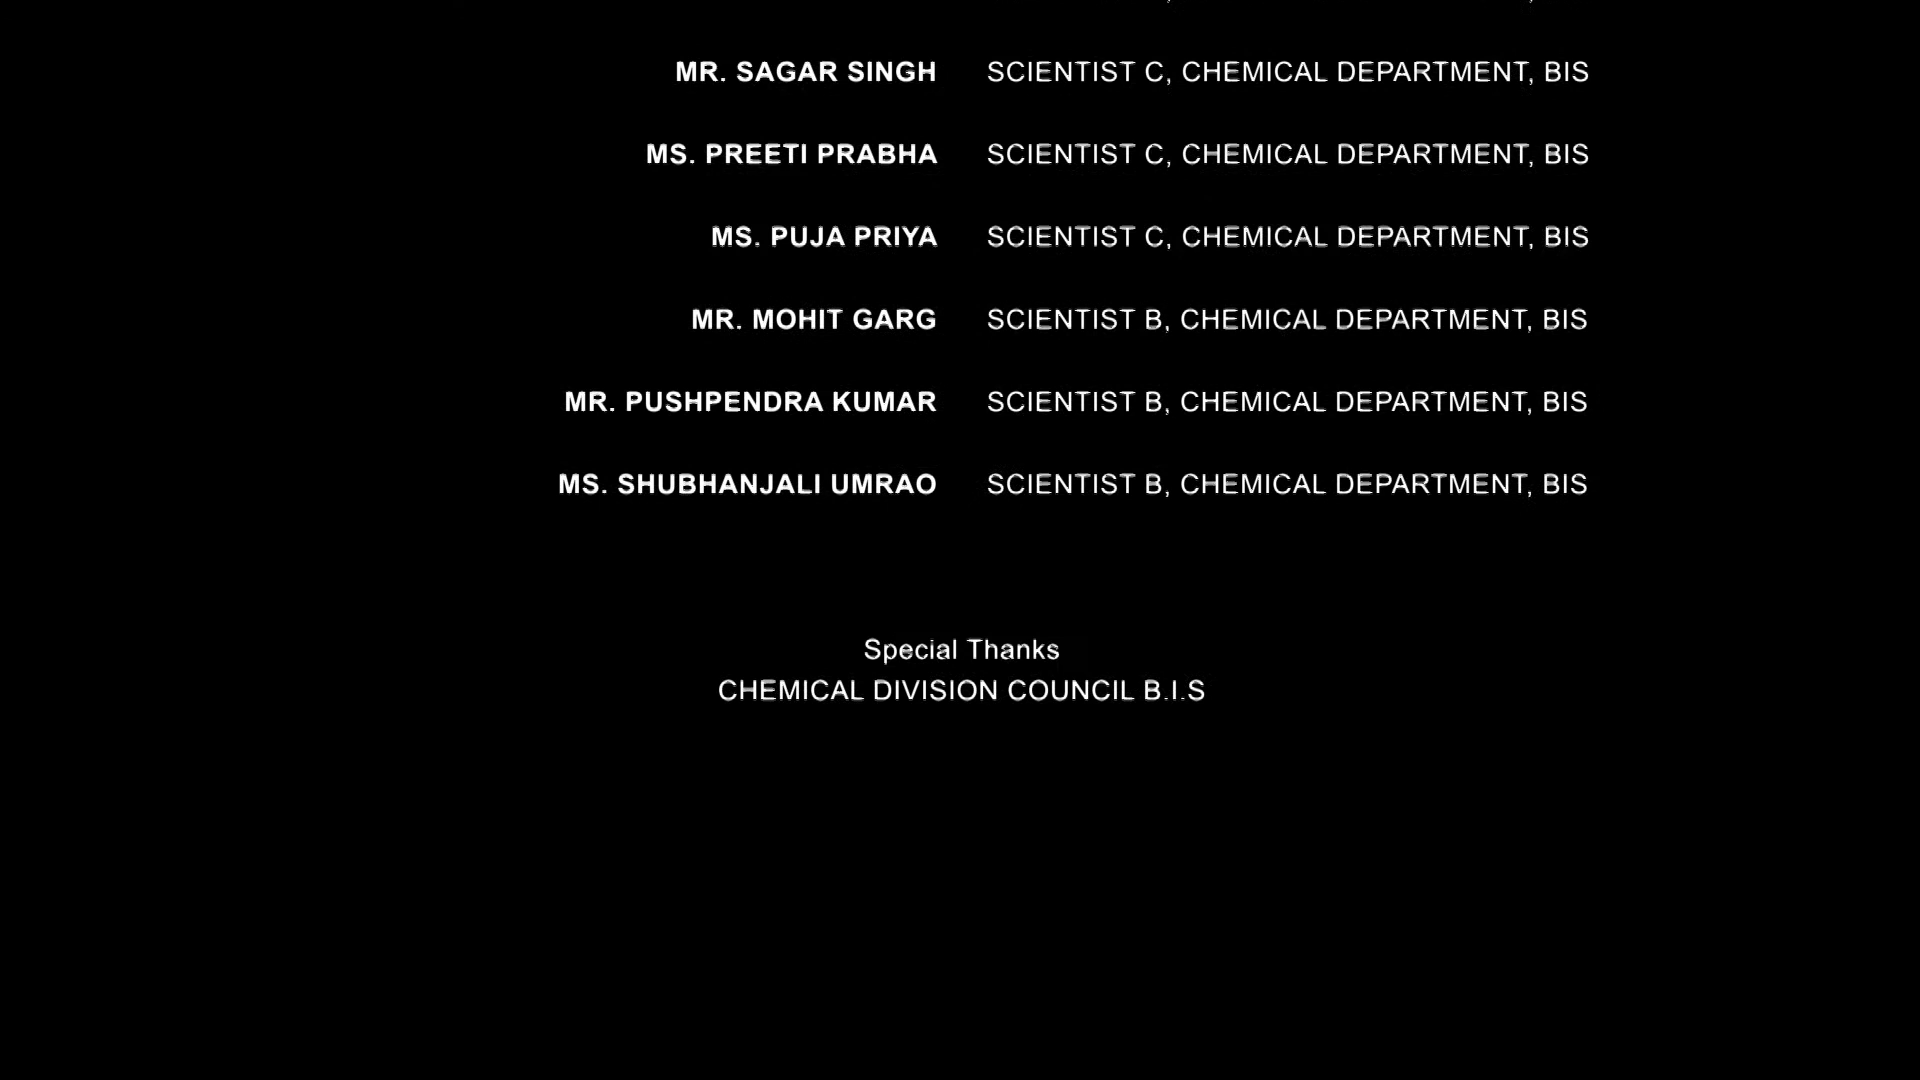 MR. SAGAR SINGH SCIENTIST C, CHEMICAL DEPARTMENT, BIS
MS. PREETI PRABHA SCIENTIST C, CHEMICAL DEPARTMENT, BIS
MS. PUJA PRIYA SCIENTIST C, CHEMICAL DEPARTMENT, BIS
MR. MOHIT GARG SCIENTIST B, CHEMICAL DEPARTMENT, BIS
MR. PUSHPENDRA KUMAR SCIENTIST B, CHEMICAL DEPARTMENT, BIS
MS. SHUBHANJALI UMRAO SCIENTIST B, CHEMICAL DEPARTMENT, BIS
Special Thanks
CHEMICAL DIVISION COUNCIL B.I.S